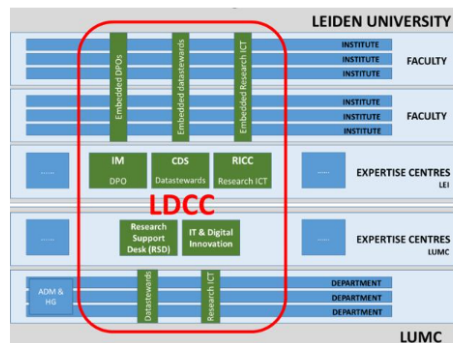 LEIDEN UNIVERSITY
Embedded DPOs
Embedded datastewards
Embedded Research ICT
INSTITUTE
INSTITUTE
INSTITUTE
FACULTY
INSTITUTE
INSTITUTE
INSTITUTE
FACULTY
IM
DPO
CDS
Datastewards
RICC
Research ICT
EXPERTISE CENTRES
LEI
LDCC
Research
Support
Desk (RSD)
IT & Digital
Innovation
EXPERTISE CENTRES
LUMC
ADM &
HG
Datastewards
Research ICT
DEPARTMENT
DEPARTMENT
DEPARTMENT
LUMC